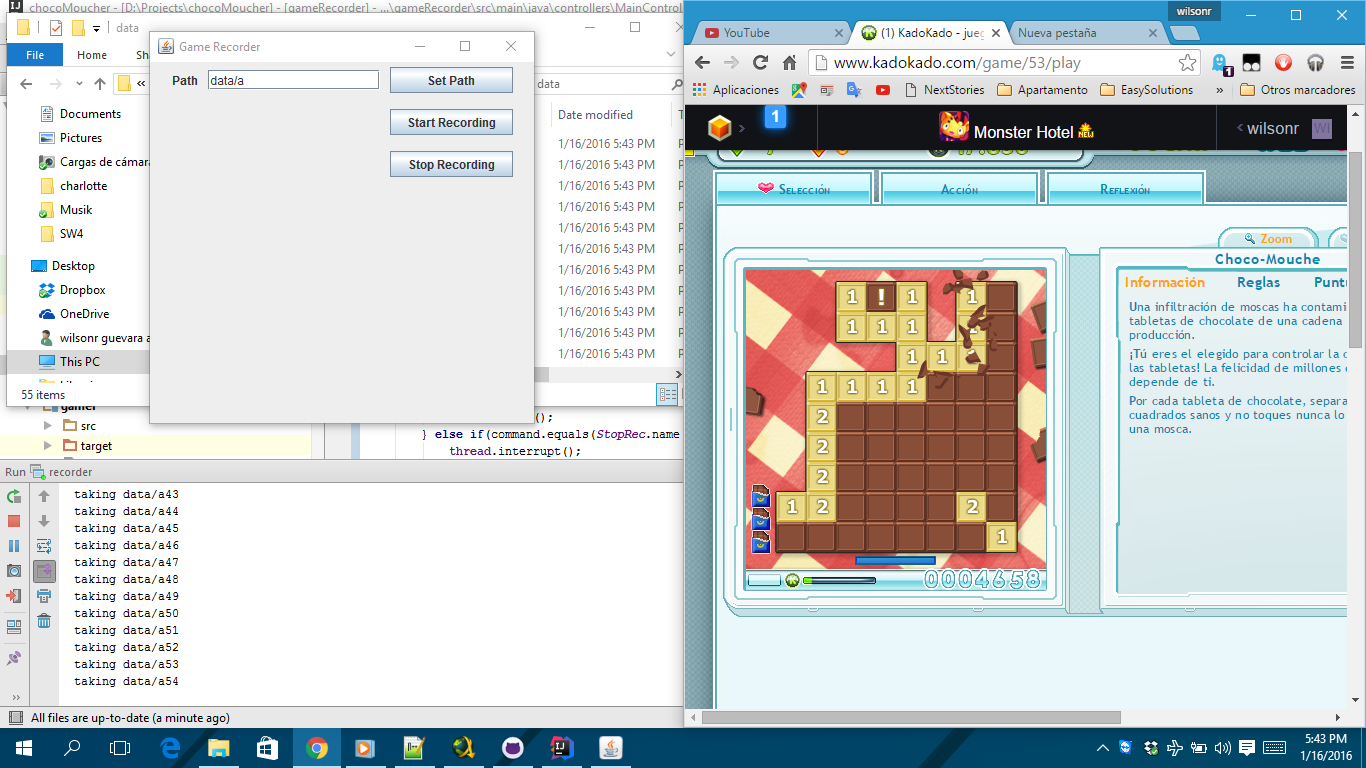 chocoMoucher - [D:\Projects\chocoMoucher] - [gameRecorder] - ...\gameRecorder\src\main\java\controllers\MainControl
data
File
Home
data
Documents
Pictures
Cargas de cámara
charlotte
Musik
SW4
Desktop
Dropbox
OneDrive
wilsonr guevara a
This PC
55 items
Date modified
1/16/2016 5:43 PM
1/16/2016 5:43 PM
1/16/2016 5:43 PM
1/16/2016 5:43 PM
1/16/2016 5:43 PM
1/16/2016 5:43 PM
1/16/2016 5:43 PM
1/16/2016 5:43 PM
1/16/2016 5:43 PM
1/16/2016 5:43 PM
1/16/2016 5:43 PM
Game Recorder
Path data/a Set Path
Start Recording
Stop Recording
gamer
src
target
();
} else if(command.equals(StopRec.name
thread.interrupt();
Run recorder
taking data/a43
taking data/a44
taking data/a45
taking data/a46
taking data/a47
taking data/a48
taking data/a49
taking data/a50
taking data/a51
taking data/a52
taking data/a53
taking data/a54
All files are up-to-date (a minute ago)
wilsonr
YouTube
(1) KadoKado - jueg
Nueva pestaña
www.kadokado.com/game/53/play
1
Aplicaciones
NextStories
Apartamento
EasySolutions
»
Otros marcadores
1
Monster Hotel NEW
wilsonr
WI
Selección
Acción
Reflexión
Zoom
Choco-Mouche
Información Reglas Puntu
Una infiltración de moscas ha contami
tabletas de chocolate de una cadena
producción.
¡Tú eres el elegido para controlar la c
las tabletas! La felicidad de millones
depende de ti.
Por cada tableta de chocolate, separa
cuadrados sanos y no toques nunca lo
una mosca.
1 ! 1 1
1 1 1
1 1
1 1 1 1
2
2
2
1 2 2
1
0004658
5:43 PM
1/16/2016